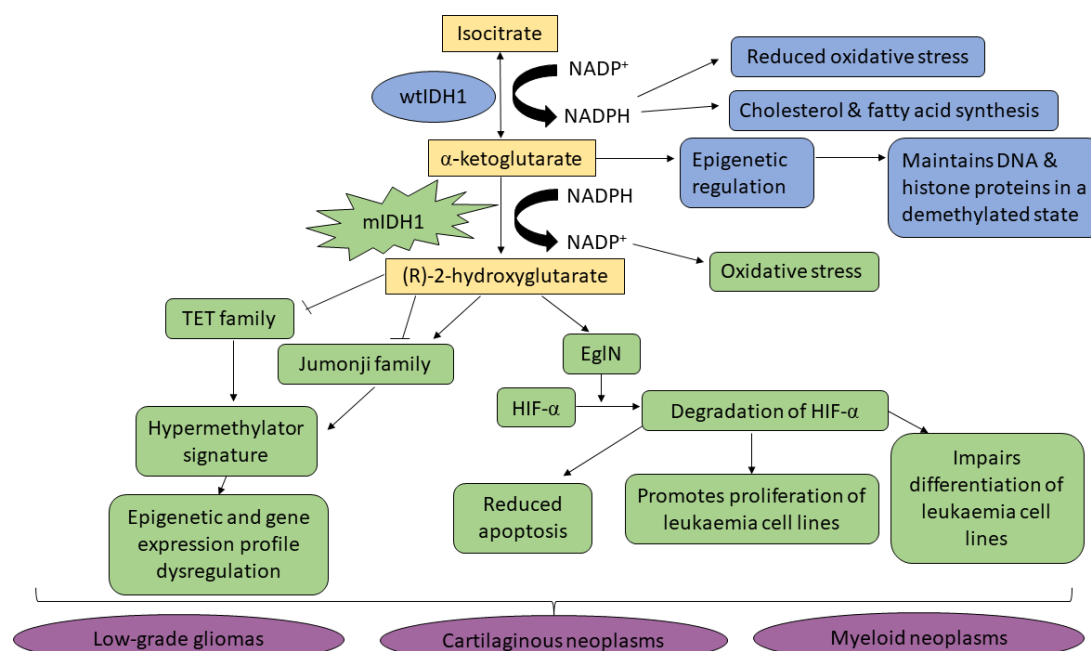 Isocitrate
NADP⁺
Reduced oxidative stress
wtIDH1
NADPH
Cholesterol & fatty acid synthesis
α-ketoglutarate
Epigenetic
regulation
Maintains DNA &
histone proteins in a
demethylated state
mIDH1
NADPH
NADP⁺
(R)-2-hydroxyglutarate
Oxidative stress
TET family
Jumonji family
EglN
HIF-α
Degradation of HIF-α
Hypermethylator
signature
Reduced
apoptosis
Promotes proliferation of
leukaemia cell lines
Impairs
differentiation of
leukaemia cell
lines
Epigenetic and gene
expression profile
dysregulation
Low-grade gliomas
Cartilaginous neoplasms
Myeloid neoplasms